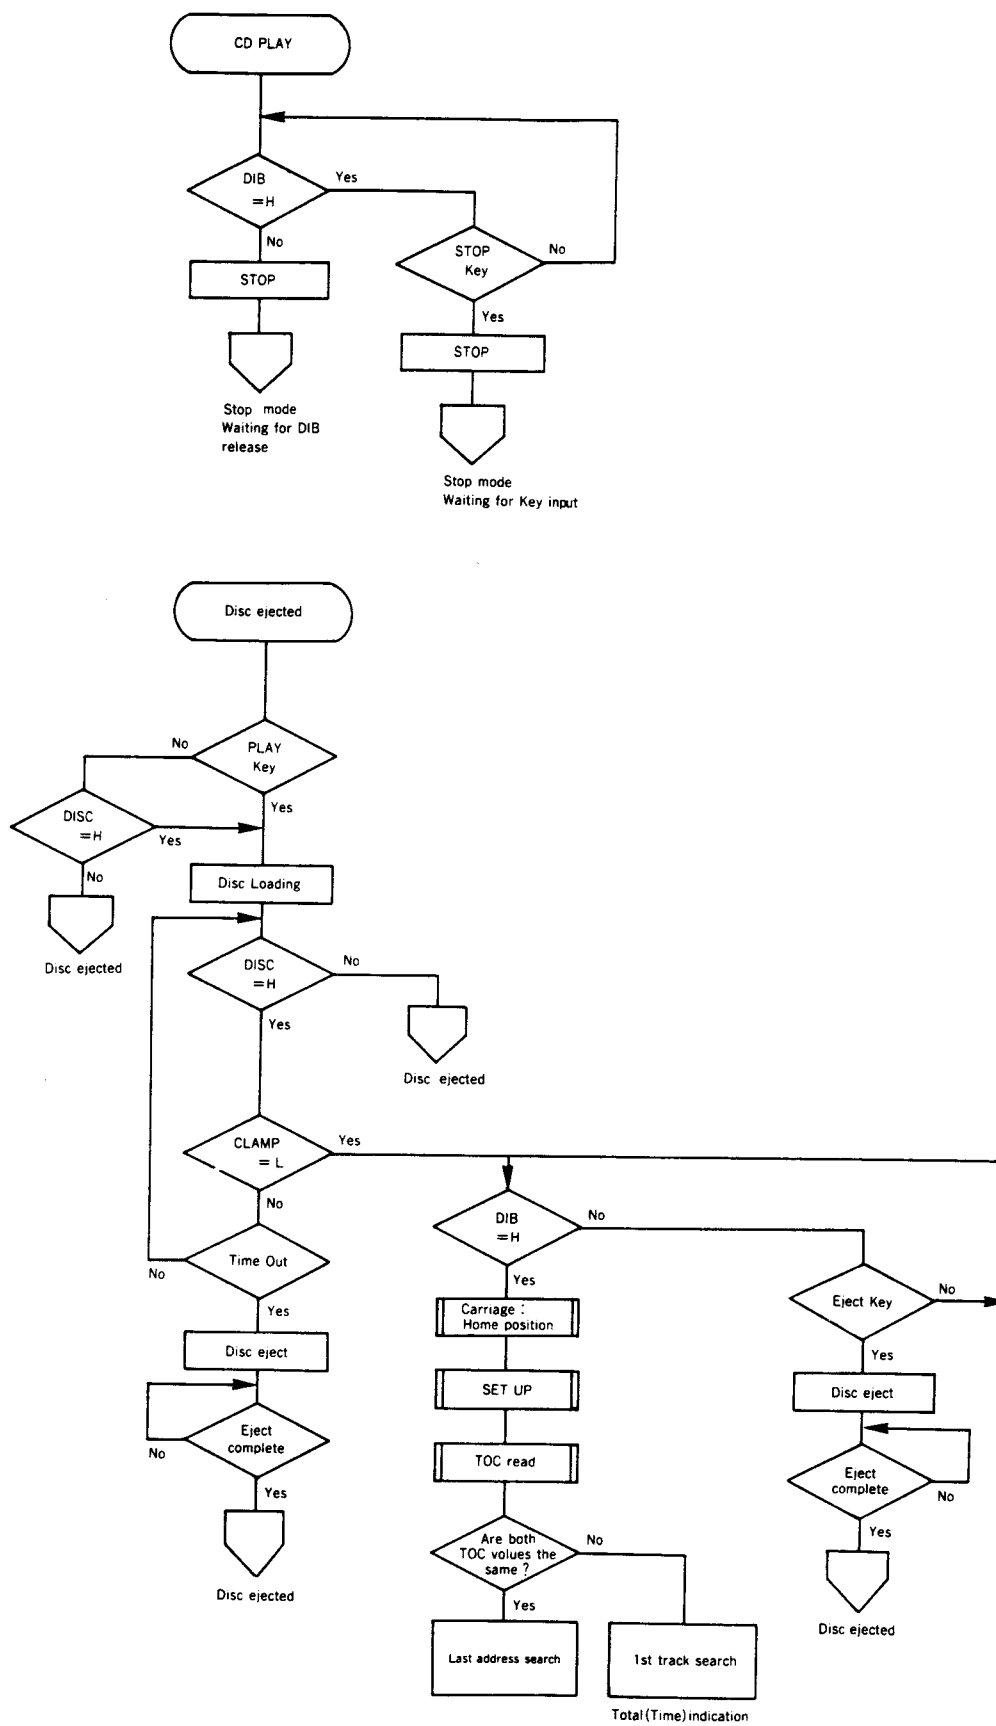 CD PLAY
DIB
=H
Yes
No
STOP
Key
No
STOP
Yes
STOP
Stop mode
Waiting for DIB
release
Stop mode
Waiting for Key input
Disc ejected
No
PLAY
Key
Yes
DISC
=H
Yes
No
Disc Loading
Disc ejected
DISC
=H
No
Yes
Disc ejected
CLAMP
=L
Yes
No
DIB
=H
No
Time Out
No
Yes
Yes
Eject Key
No
Carriage :
Home position
Yes
Disc eject
SET UP
Disc eject
Eject
complete
No
TOC read
Eject
complete
No
Yes
Are both
TOC volues the
same ?
No
Yes
Yes
Disc ejected
Last address search
1st track search
Disc ejected
Total (Time) indication